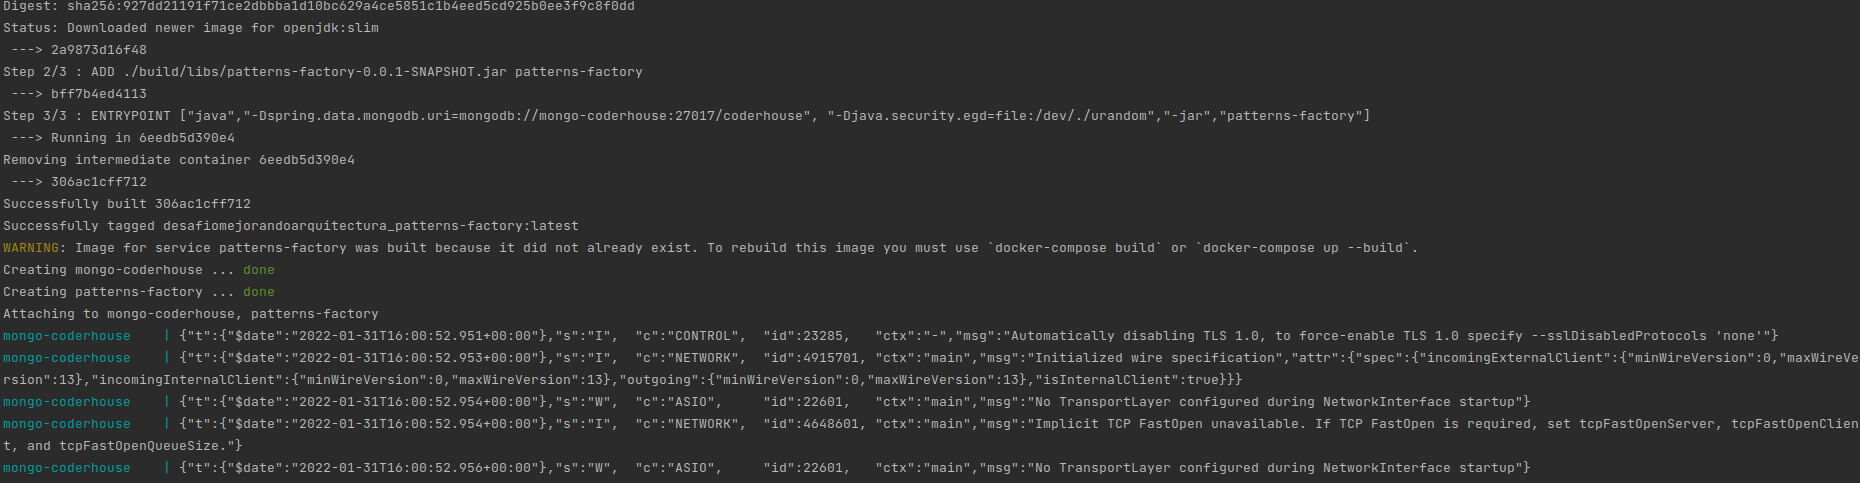 Digest: sha256:927dd21191f71ce2dbbba1d10bc629a4ce5851c1b4eed5cd925b0ee3f9c8f0dd
Status: Downloaded newer image for openjdk:slim
 ---> 2a9873d16f48
Step 2/3 : ADD ./build/libs/patterns-factory-0.0.1-SNAPSHOT.jar patterns-factory
 ---> bff7b4ed4113
Step 3/3 : ENTRYPOINT ["java","-Dspring.data.mongodb.uri=mongodb://mongo-coderhouse:27017/coderhouse", "-Djava.security.egd=file:/dev/./urandom","-jar","patterns-factory"]
 ---> Running in 6eedb5d390e4
Removing intermediate container 6eedb5d390e4
 ---> 306ac1cff712
Successfully built 306ac1cff712
Successfully tagged desafiomejorandoarquitectura_patterns-factory:latest
WARNING: Image for service patterns-factory was built because it did not already exist. To rebuild this image you must use `docker-compose build` or `docker-compose up --build`.
Creating mongo-coderhouse ... done
Creating patterns-factory ... done
Attaching to mongo-coderhouse, patterns-factory
mongo-coderhouse    | {"t":{"$date":"2022-01-31T16:00:52.951+00:00"},"s":"I",  "c":"CONTROL",  "id":23285,   "ctx":"-","msg":"Automatically disabling TLS 1.0, to force-enable TLS 1.0 specify --sslDisabledProtocols 'none'"}
mongo-coderhouse    | {"t":{"$date":"2022-01-31T16:00:52.953+00:00"},"s":"I",  "c":"NETWORK",  "id":4915701, "ctx":"main","msg":"Initialized wire specification","attr":{"spec":{"incomingExternalClient":{"minWireVersion":0,"maxWireVe
rsion":13},"incomingInternalClient":{"minWireVersion":0,"maxWireVersion":13},"outgoing":{"minWireVersion":0,"maxWireVersion":13},"isInternalClient":true}}}
mongo-coderhouse    | {"t":{"$date":"2022-01-31T16:00:52.954+00:00"},"s":"W",  "c":"ASIO",     "id":22601,   "ctx":"main","msg":"No TransportLayer configured during NetworkInterface startup"}
mongo-coderhouse    | {"t":{"$date":"2022-01-31T16:00:52.954+00:00"},"s":"I",  "c":"NETWORK",  "id":4648601, "ctx":"main","msg":"Implicit TCP FastOpen unavailable. If TCP FastOpen is required, set tcpFastOpenServer, tcpFastOpenClien
t, and tcpFastOpenQueueSize."}
mongo-coderhouse    | {"t":{"$date":"2022-01-31T16:00:52.956+00:00"},"s":"W",  "c":"ASIO",     "id":22601,   "ctx":"main","msg":"No TransportLayer configured during NetworkInterface startup"}